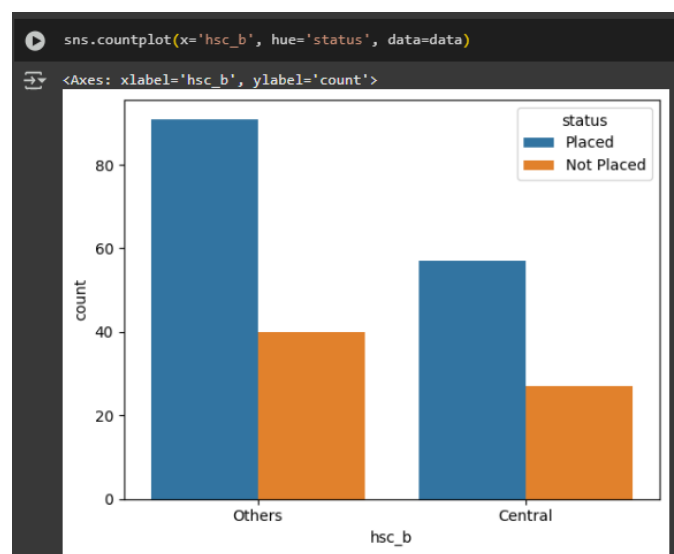 sns.countplot(x='hsc_b', hue='status', data=data)
<Axes: xlabel='hsc_b', ylabel='count'>
status
Placed
Not Placed
80
60
40
20
0
count
Others Central
hsc_b